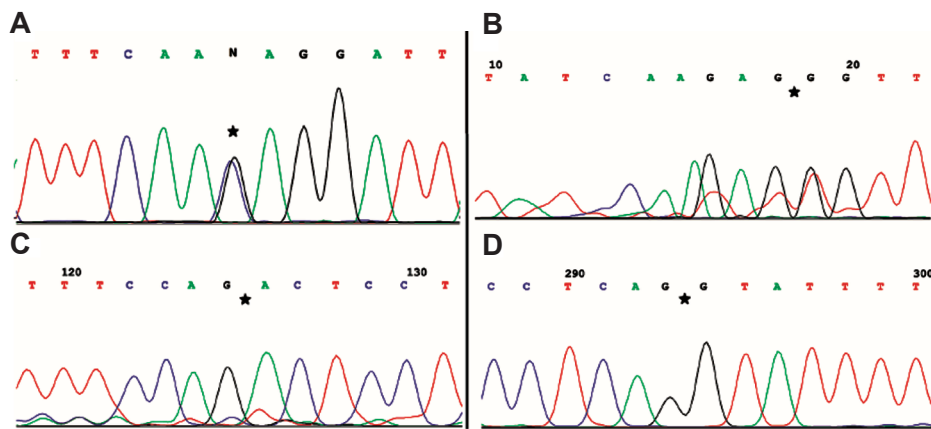 A
T T T C A A N A G G A T T
B
10 20
T A T C A A G A G G G T T
C
120 130
T T T C C A G A C T C C T
D
290 300
C C T C A G G T A T T T T